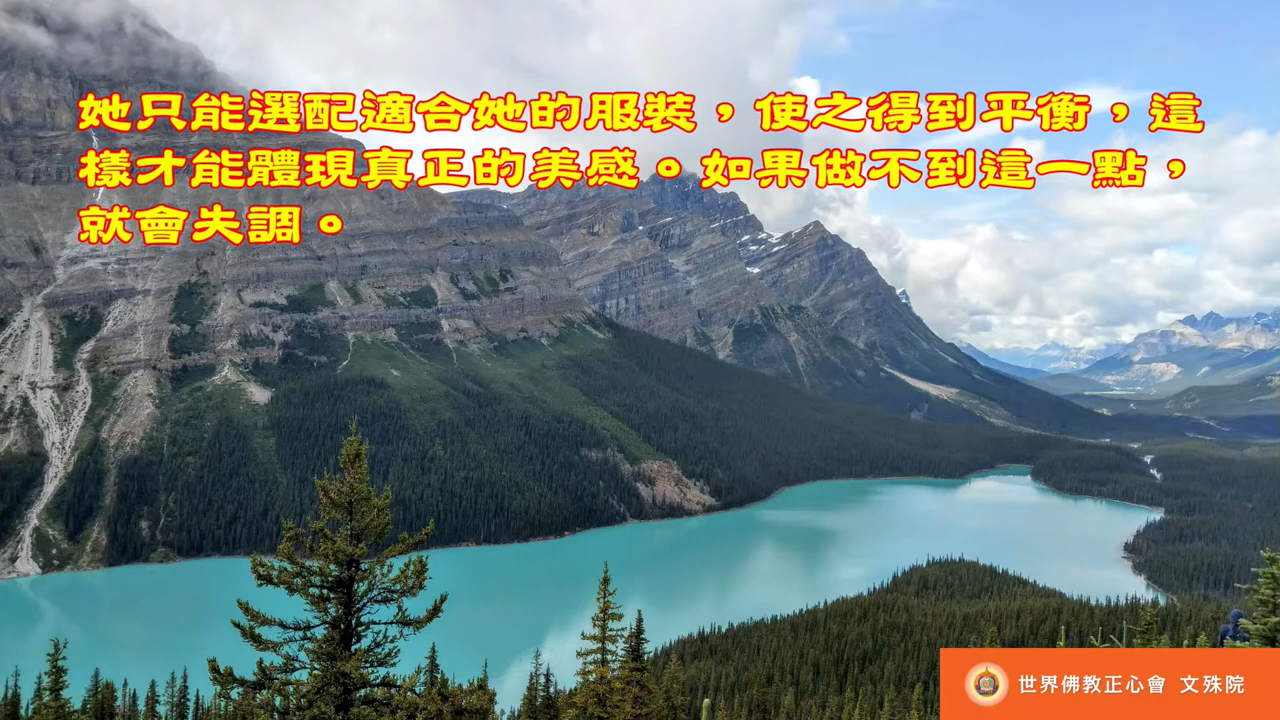 她只能選配適合她的服裝，使之得到平衡，這
樣才能體現真正的美感。如果做不到這一點，
就會失調。
世界佛教正心會 文殊院